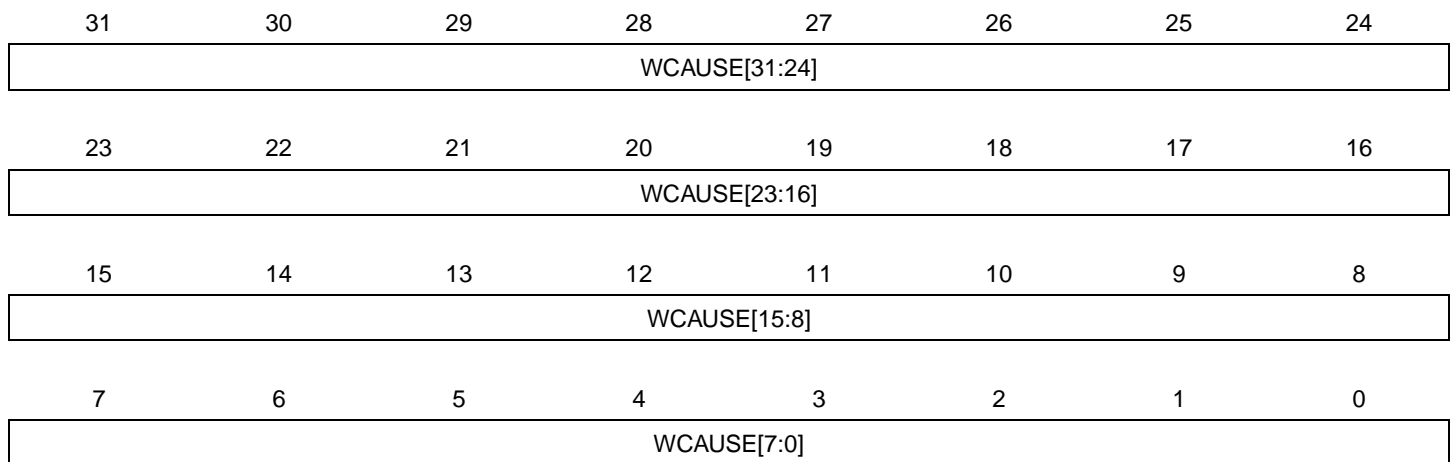 31 30 29 28 27 26 25 24
WCAUSE[31:24]
23 22 21 20 19 18 17 16
WCAUSE[23:16]
15 14 13 12 11 10 9 8
WCAUSE[15:8]
7 6 5 4 3 2 1 0
WCAUSE[7:0]